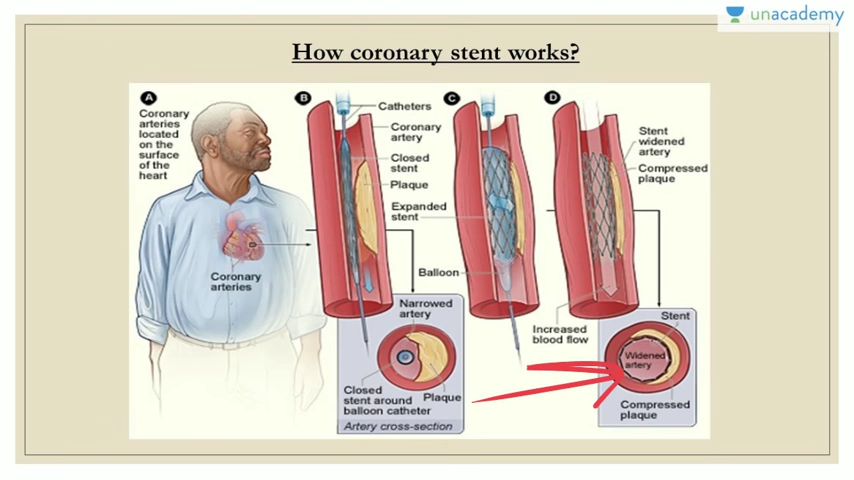 unacademy
How coronary stent works?
A
Coronary
arteries
located
on the
surface
of the
heart
Coronary
arteries
B
Catheters
Coronary
artery
Closed
stent
Plaque
Narrowed
artery
Closed
stent around
balloon catheter
Plaque
Artery cross-section
C
Expanded
stent
Balloon
D
Stent
widened
artery
Compressed
plaque
Increased
blood flow
Stent
Widened
artery
Compressed
plaque